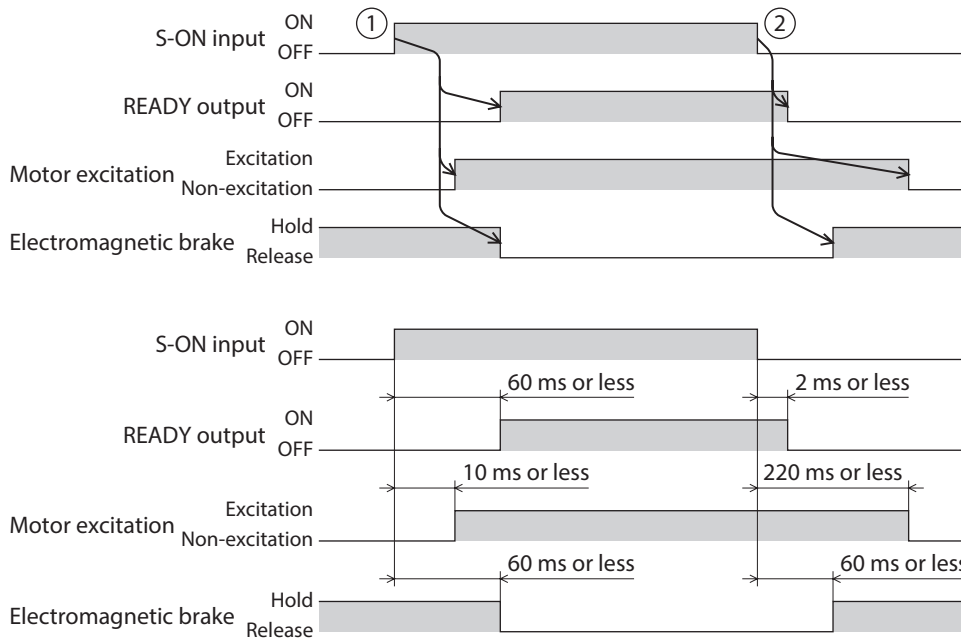 ① ②
S-ON input ON
OFF
READY output ON
OFF
Motor excitation Excitation
Non-excitation
Electromagnetic brake Hold
Release
S-ON input ON
OFF
60 ms or less 2 ms or less
READY output ON
OFF
10 ms or less 220 ms or less
Motor excitation Excitation
Non-excitation
60 ms or less 60 ms or less
Electromagnetic brake Hold
Release